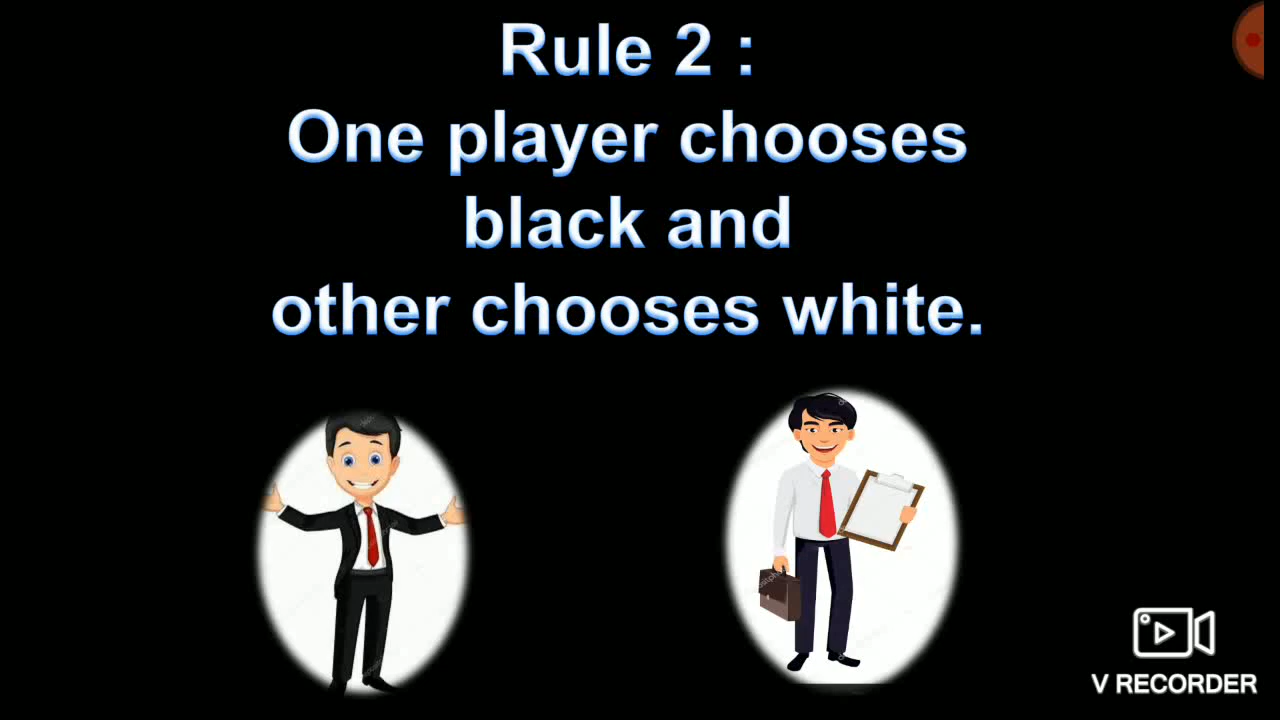 Rule 2 :
One player chooses
black and
other chooses white.
V RECORDER